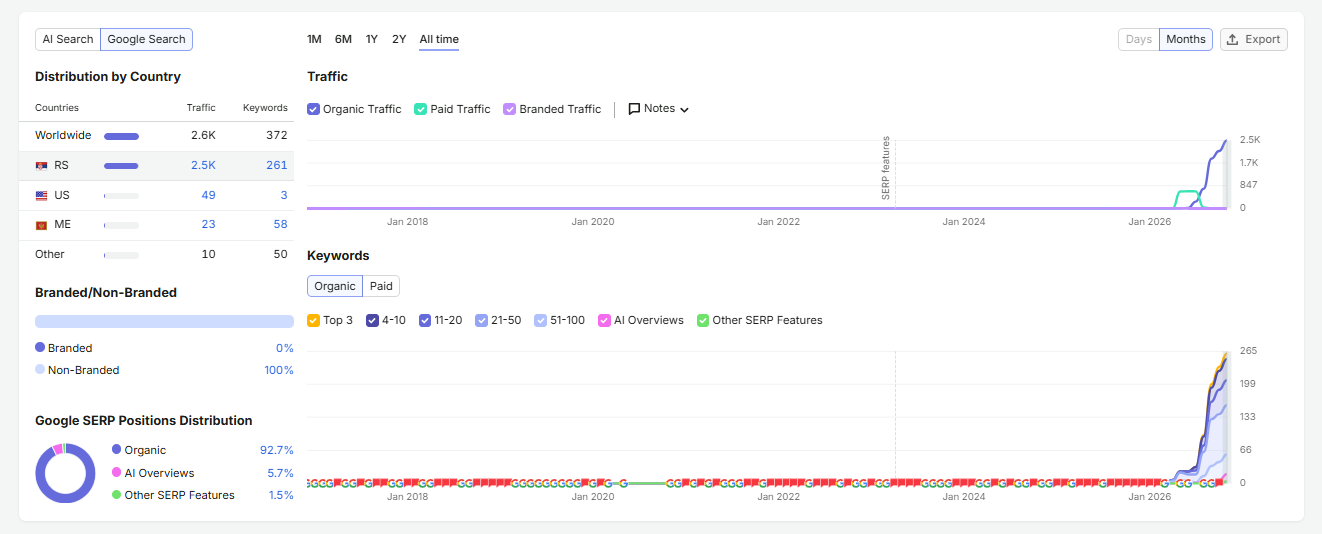 AI Search Google Search
1M 6M 1Y 2Y All time
Days Months Export
Distribution by Country
Countries Traffic Keywords
Worldwide 2.6K 372
RS 2.5K 261
US 49 3
ME 23 58
Other 10 50
Branded/Non-Branded
Branded 0%
Non-Branded 100%
Google SERP Positions Distribution
Organic 92.7%
AI Overviews 5.7%
Other SERP Features 1.5%
Traffic
Organic Traffic Paid Traffic Branded Traffic Notes
SERP features
2.5K
1.7K
847
0
Jan 2018 Jan 2020 Jan 2022 Jan 2024 Jan 2026
Keywords
Organic Paid
Top 3 4-10 11-20 21-50 51-100 AI Overviews Other SERP Features
265
199
133
66
0
Jan 2018 Jan 2020 Jan 2022 Jan 2024 Jan 2026